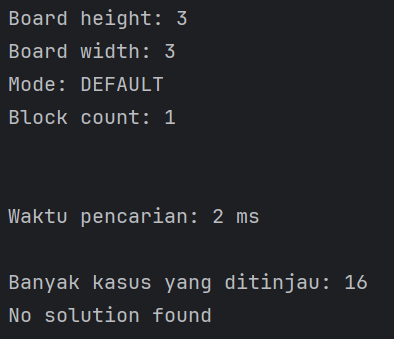 Board height: 3
Board width: 3
Mode: DEFAULT
Block count: 1
Waktu pencarian: 2 ms
Banyak kasus yang ditinjau: 16
No solution found